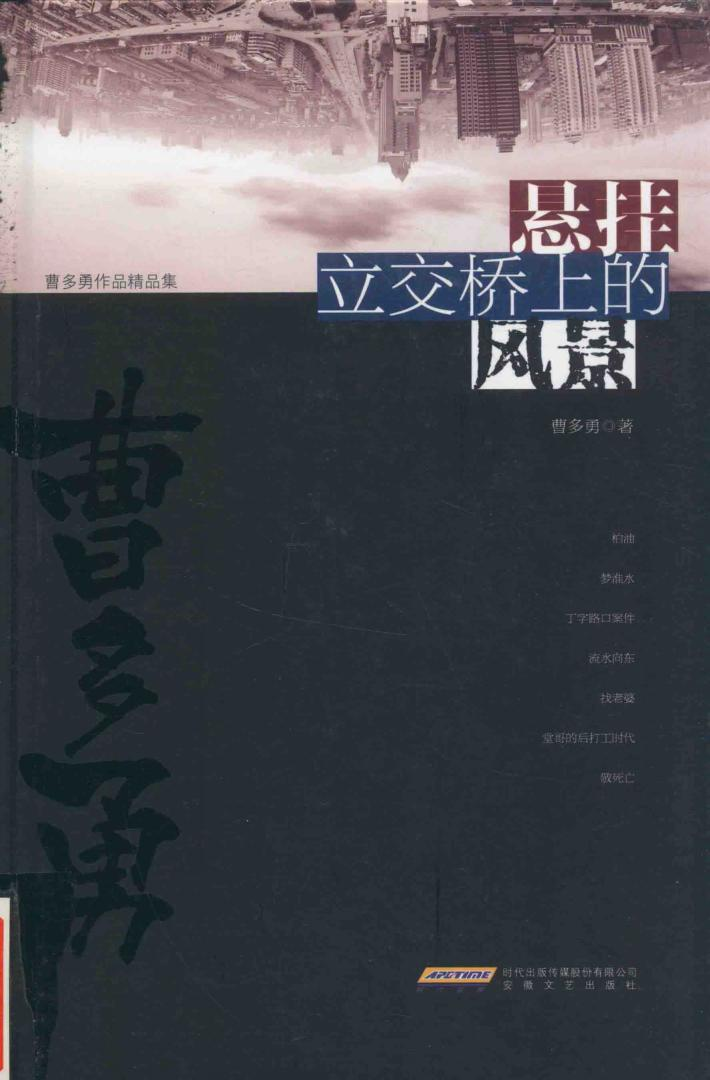 悬挂
立交桥上的
风景
曹多勇作品精品集
曹多勇◎著
曹多勇
柏油
梦淮水
丁字路口案件
流水向东
找老婆
堂哥的后打工时代
散死亡
APGTIME
时代出版传媒股份有限公司
安徽文艺出版社